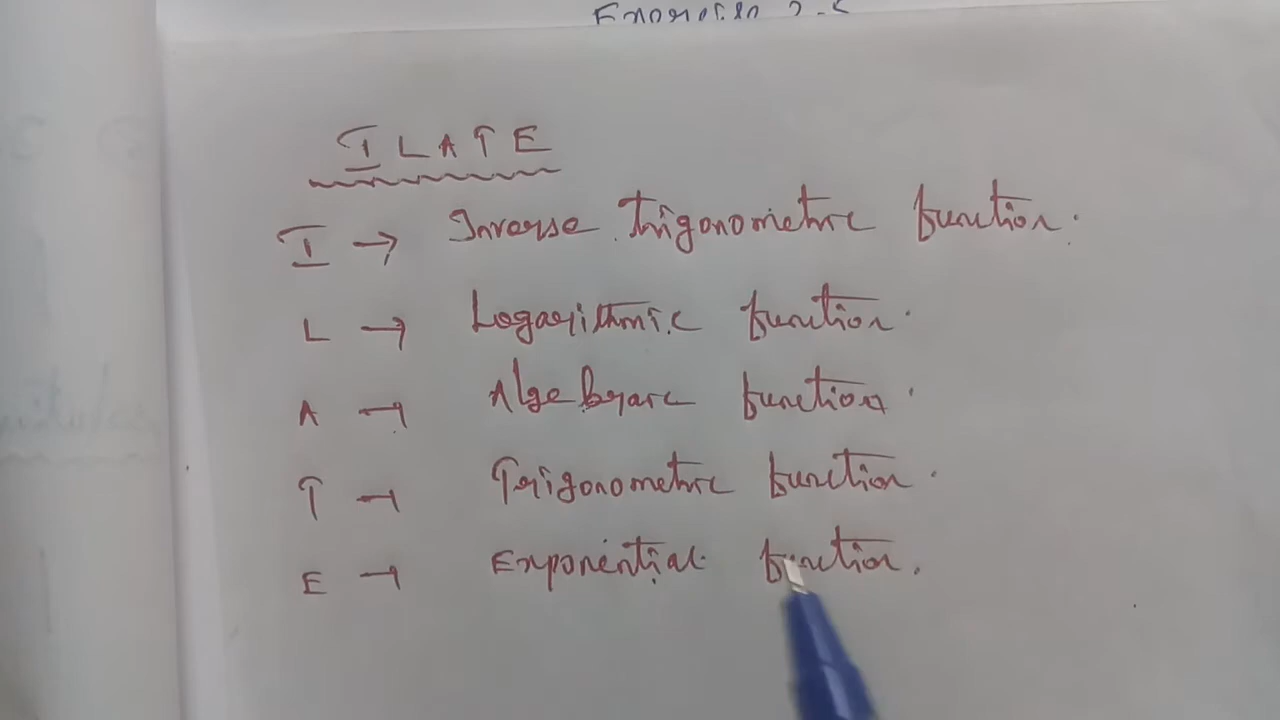 ILATE
I → Inverse trigonometric function.
L → Logarithmic function.
A → Algebraic function.
T → Trigonometric function.
E → Exponential function.